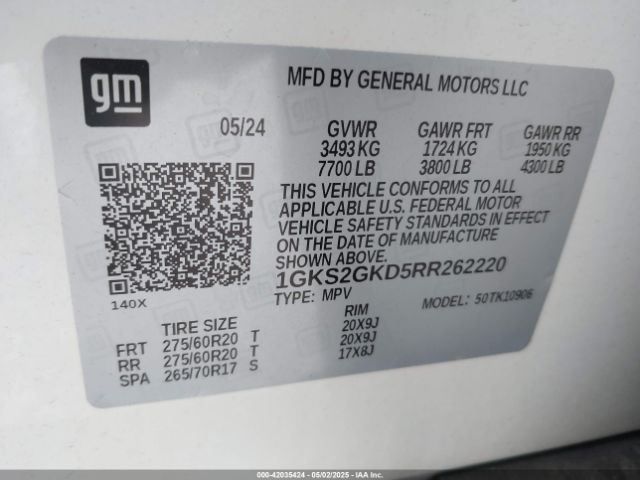 gm
MFD BY GENERAL MOTORS LLC
05/24 GVWR GAWR FRT GAWR RR
3493 KG 1724 KG 1950 KG
7700 LB 3800 LB 4300 LB
THIS VEHICLE CONFORMS TO ALL
APPLICABLE U.S. FEDERAL MOTOR
VEHICLE SAFETY STANDARDS IN EFFECT
ON THE DATE OF MANUFACTURE
SHOWN ABOVE.
1GKS2GKD5RR262220
TYPE: MPV MODEL: 50TK10906
140X
TIRE SIZE RIM
FRT 275/60R20 T 20X9J
RR 275/60R20 T 20X9J
SPA 265/70R17 S 17X8J
000-42035424 - 05/02/2025 - IAAI.COM